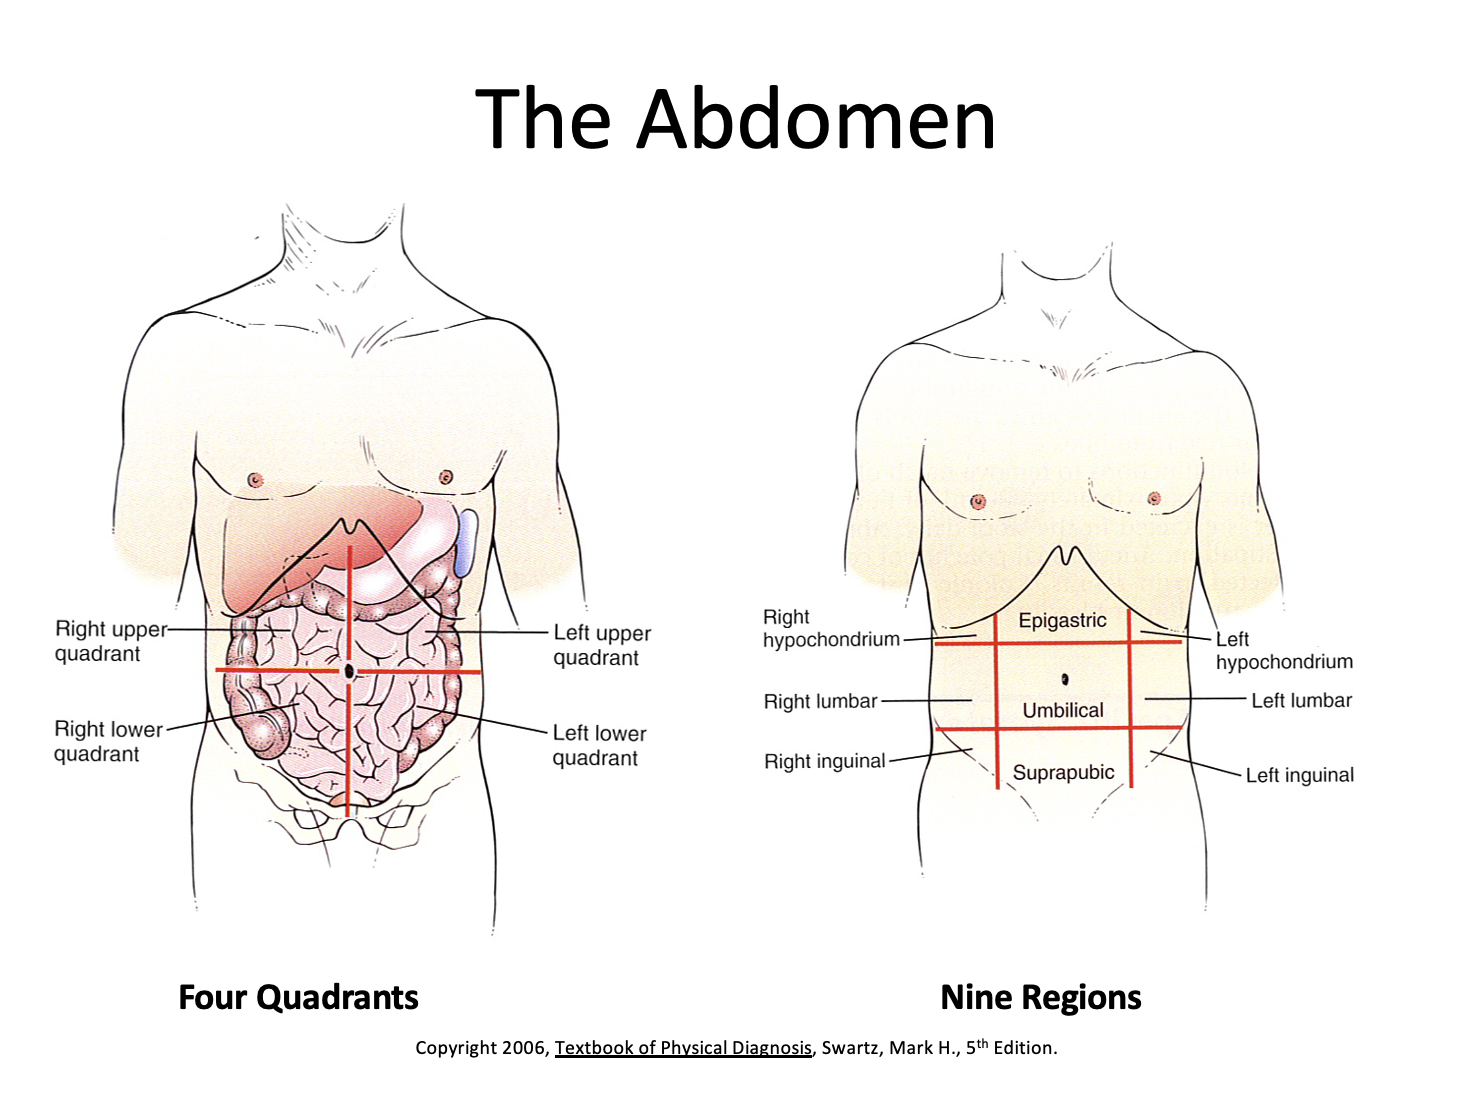 The Abdomen
Right upper
quadrant
Left upper
quadrant
Right lower
quadrant
Left lower
quadrant
Four Quadrants
Right
hypochondrium
Epigastric
Left
hypochondrium
Right lumbar
Umbilical
Left lumbar
Right inguinal
Suprapubic
Left inguinal
Nine Regions
Copyright 2006, Textbook of Physical Diagnosis, Swartz, Mark H., 5th Edition.